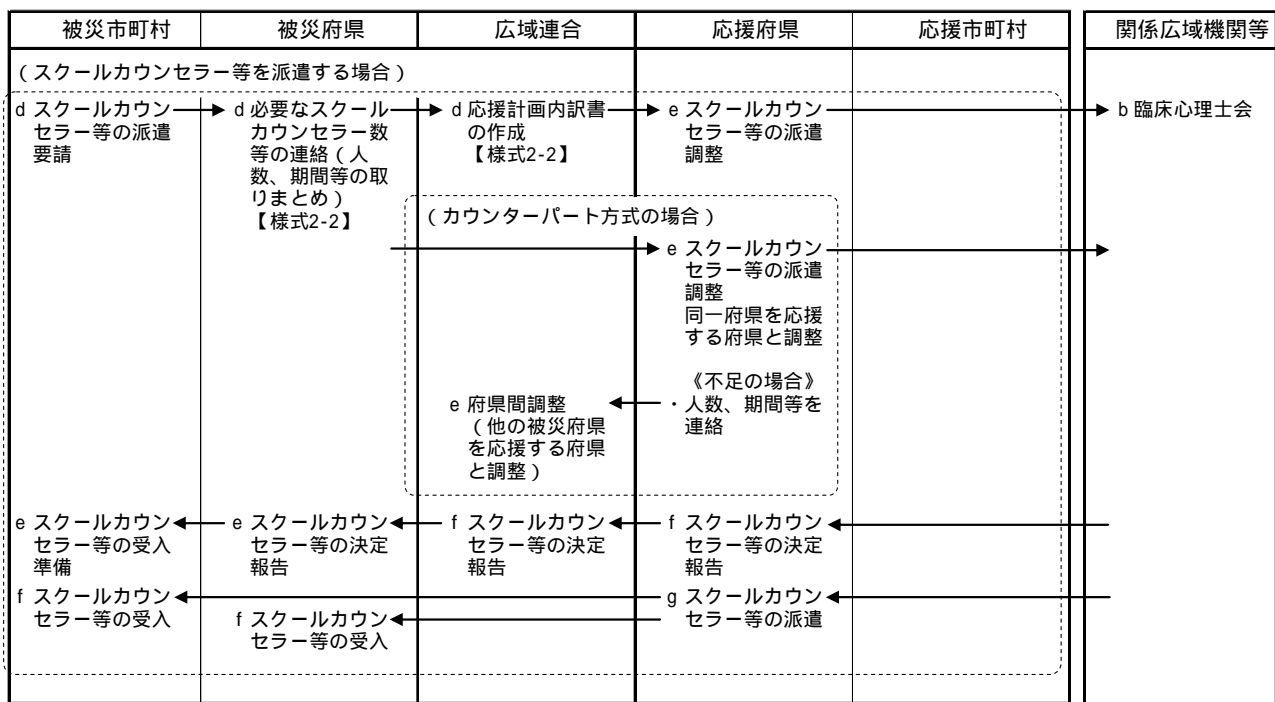 被災市町村
被災府県
広域連合
応援府県
応援市町村
関係広域機関等
(スクールカウンセラー等を派遣する場合)
d スクールカウン
セラー等の派遣
要請
d 必要なスクール
カウンセラー数
等の連絡(人
数、期間等の取
りまとめ)
【様式2-2】
d 応援計画内訳書
の作成
【様式2-2】
e スクールカウン
セラー等の派遣
調整
b 臨床心理士会
(カウンターパート方式の場合)
e スクールカウン
セラー等の派遣
調整
同一府県を応援
する府県と調整
《不足の場合》
・人数、期間等を
連絡
e 府県間調整
(他の被災府県
を応援する府県
と調整)
e スクールカウン
セラー等の受入
準備
e スクールカウン
セラー等の決定
報告
f スクールカウン
セラー等の決定
報告
f スクールカウン
セラー等の決定
報告
f スクールカウン
セラー等の受入
f スクールカウン
セラー等の受入
g スクールカウン
セラー等の派遣